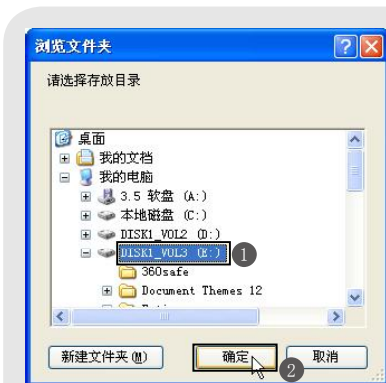 浏览文件夹
请选择存放目录
桌面
我的文档
我的电脑
3.5 软盘 (A:)
本地磁盘 (C:)
DISK1_VOL2 (D:)
DISK1_VOL3 (E:)
1
360safe
Document Themes 12
新建文件夹(M)
确定
2
取消